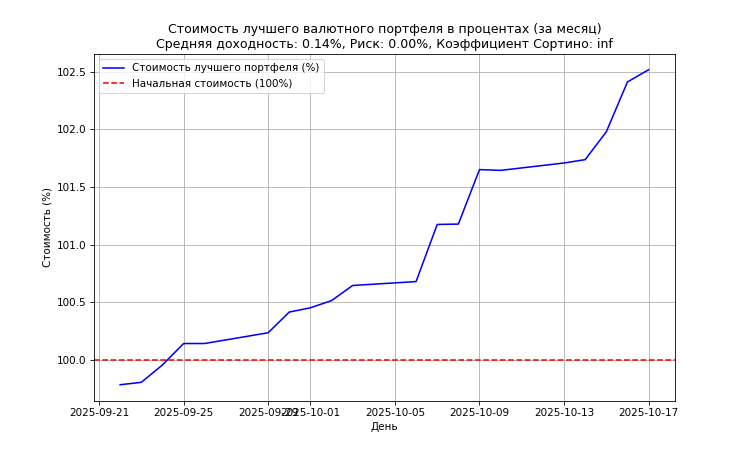 Стоимость лучшего валютного портфеля в процентах (за месяц)
Средняя доходность: 0.14%, Риск: 0.00%, Коэффициент Сортино: inf
Стоимость лучшего портфеля (%)
Начальная стоимость (100%)
Стоимость (%)
102.5
102.0
101.5
101.0
100.5
100.0
2025-09-21 2025-09-25 2025-09-29 2025-10-01 2025-10-05 2025-10-09 2025-10-13 2025-10-17
День